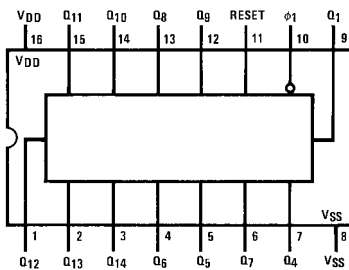 VDD Q11 Q10 Q8 Q9 RESET φ1 Q1
16 15 14 13 12 11 10 9
VDD
VSS
1 2 3 4 5 6 7 8
Q12 Q13 Q14 Q6 Q5 Q7 Q4 VSS